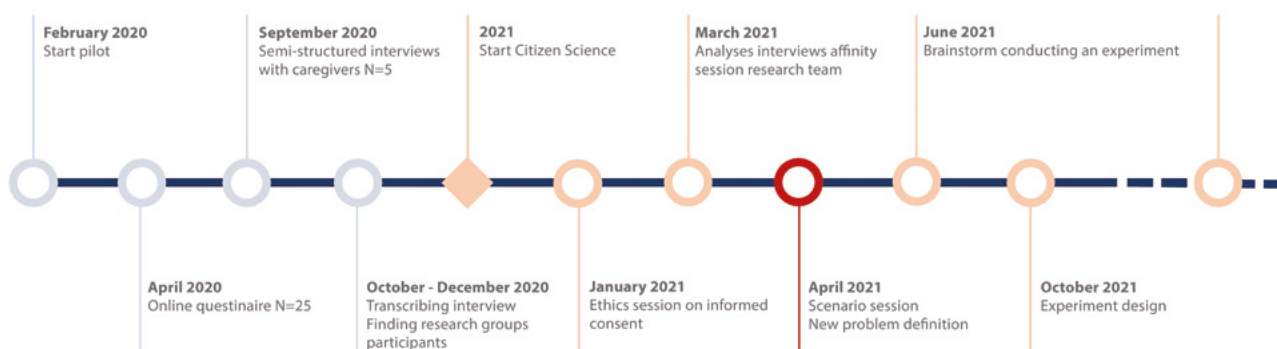 February 2020
Start pilot
September 2020
Semi-structured interviews
with caregivers N=5
2021
Start Citizen Science
March 2021
Analyses interviews affinity
session research team
June 2021
Brainstorm conducting an experiment
April 2020
Online questinaire N=25
October - December 2020
Transcribing interview
Finding research groups
participants
January 2021
Ethics session on informed
consent
April 2021
Scenario session
New problem definition
October 2021
Experiment design